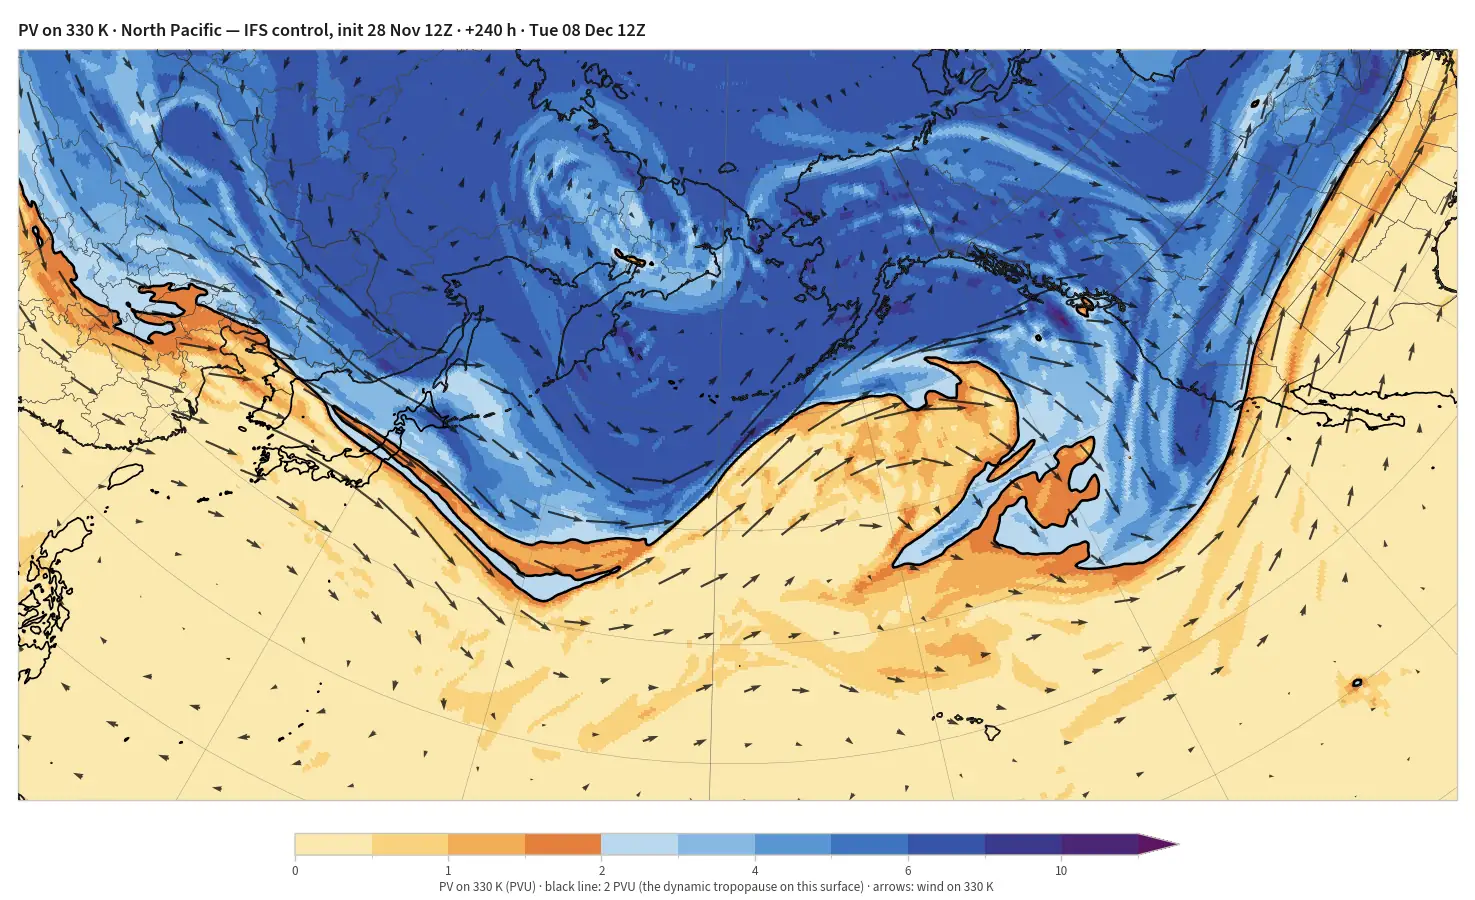 PV on 330 K · North Pacific — IFS control, init 28 Nov 12Z · +240 h · Tue 08 Dec 12Z
0 1 2 4 6 10
PV on 330 K (PVU) · black line: 2 PVU (the dynamic tropopause on this surface) · arrows: wind on 330 K